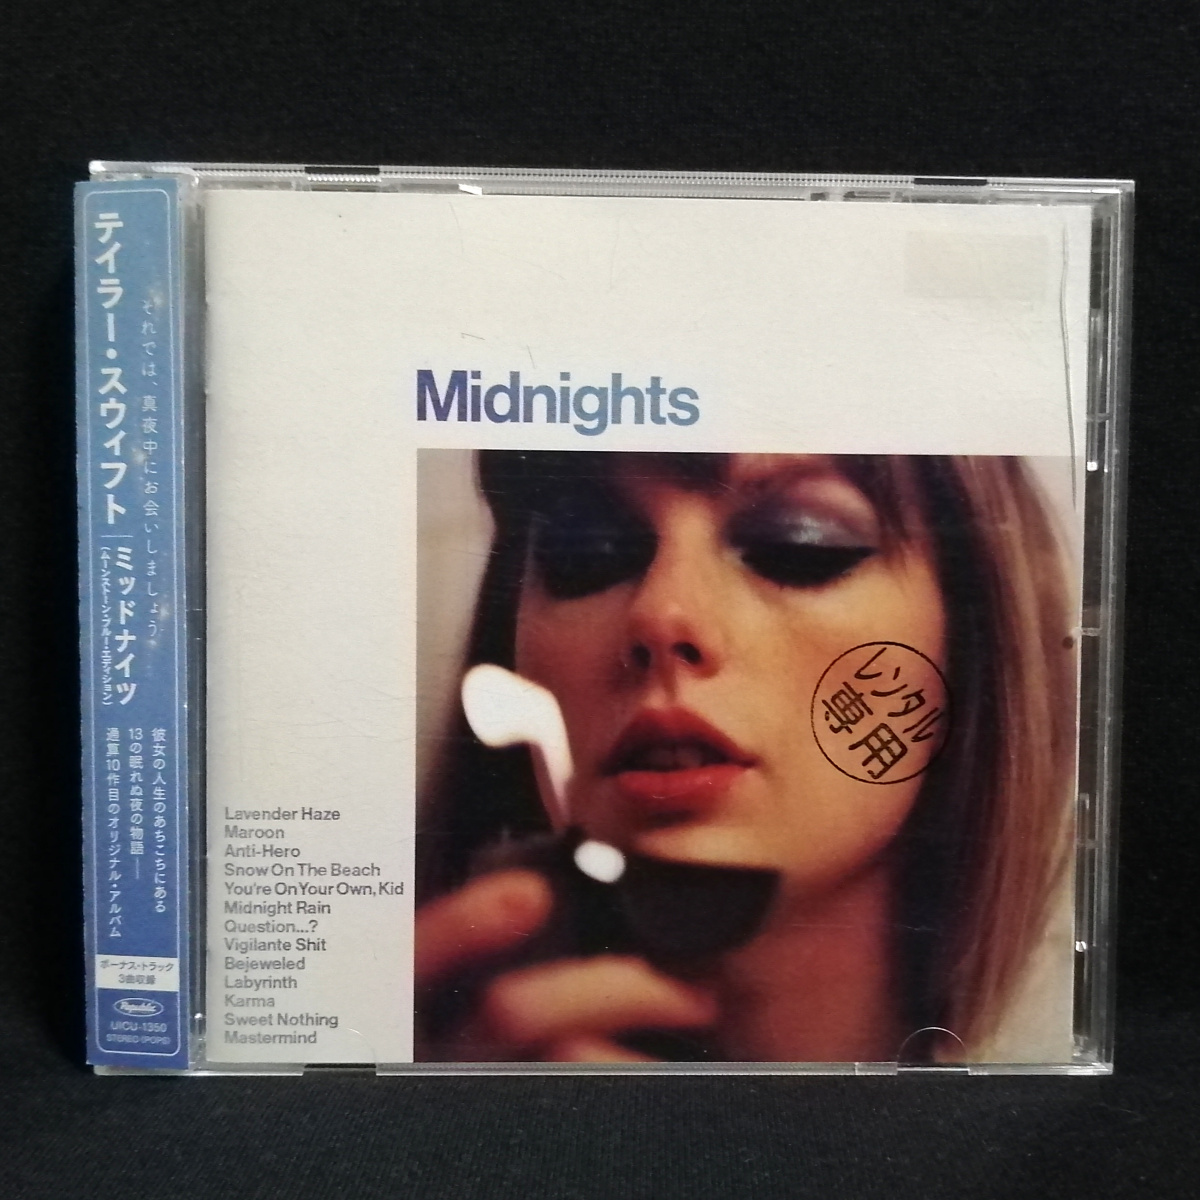 テイラー・スウィフト
ミッドナイツ
(ムーンストーン・ブルー・エディション)
それでは、真夜中にお会いしましょう
彼女の人生のあちこちにある
13の眠れぬ夜の物語――
通算10作目のオリジナル・アルバム
ボーナス・トラック
3曲収録
Republic
UICU-1350
STEREO (POPS)
Midnights
レンタル
専用
Lavender Haze
Maroon
Anti-Hero
Snow On The Beach
You're On Your Own, Kid
Midnight Rain
Question...?
Vigilante Shit
Bejeweled
Labyrinth
Karma
Sweet Nothing
Mastermind